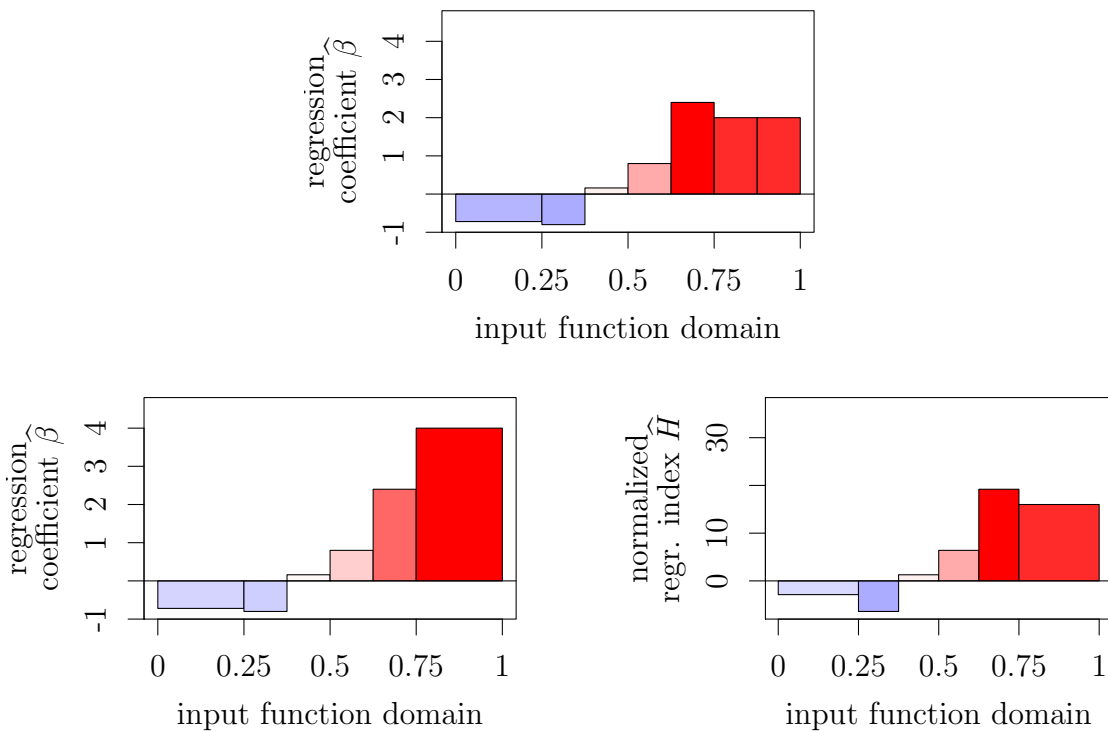 regression
coefficient β̂
4
3
2
1
-1
0 0.25 0.5 0.75 1
input function domain
regression
coefficient β̂
4
3
2
1
-1
0 0.25 0.5 0.75 1
input function domain
normalized
regr. index Ĥ
30
10
0
0 0.25 0.5 0.75 1
input function domain